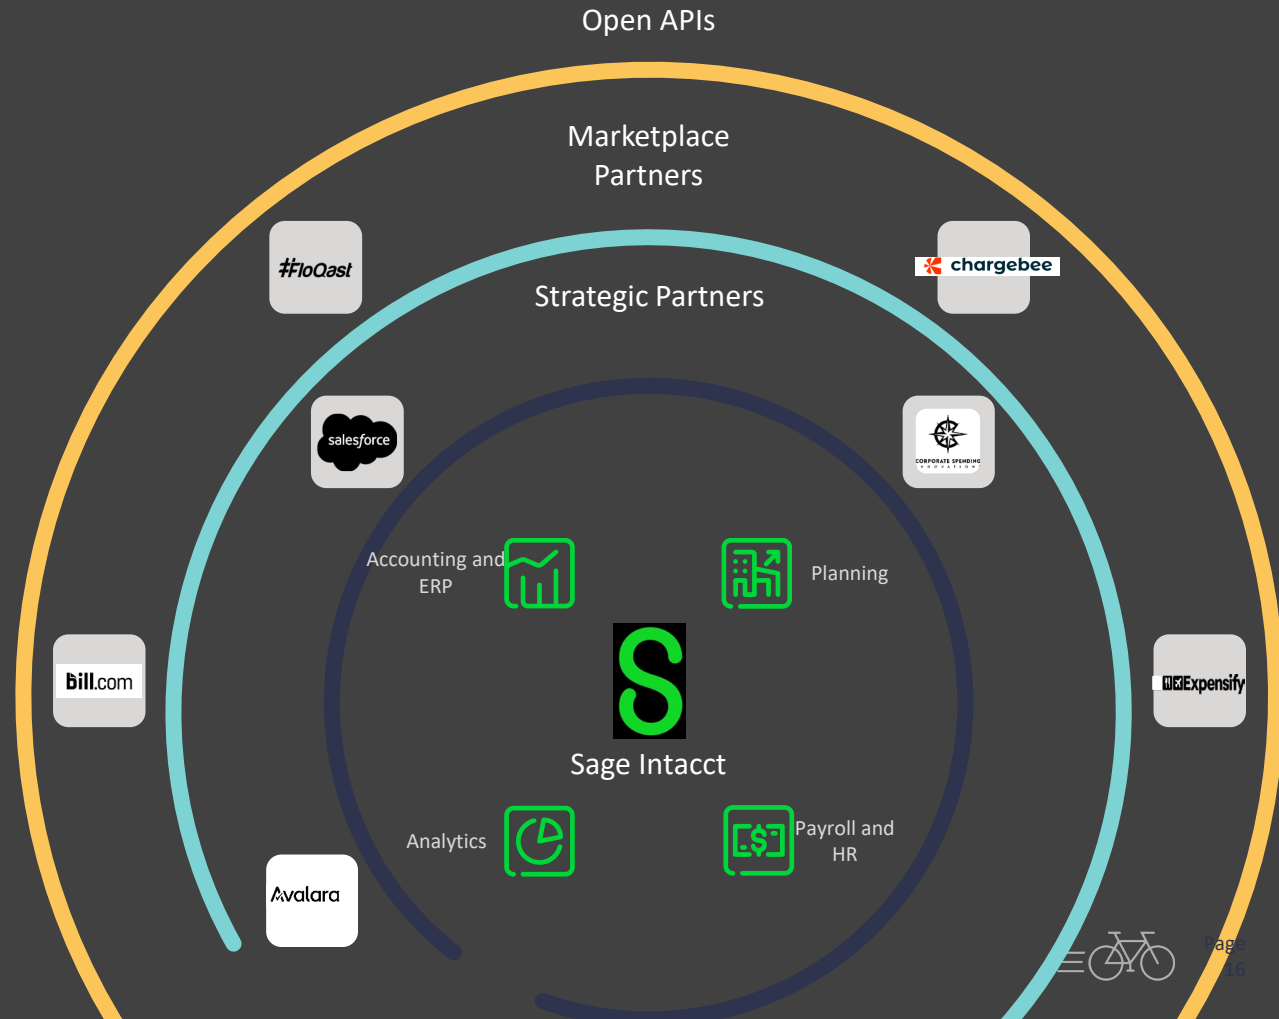 Open APIs
Marketplace
Partners
#FloQast
chargebee
Strategic Partners
salesforce
CORPORATE SPENDING
INNOVATIONS
Accounting and
ERP
Planning
bill.com
Expensify
Sage Intacct
Analytics
Payroll and
HR
Avalara
Page
16